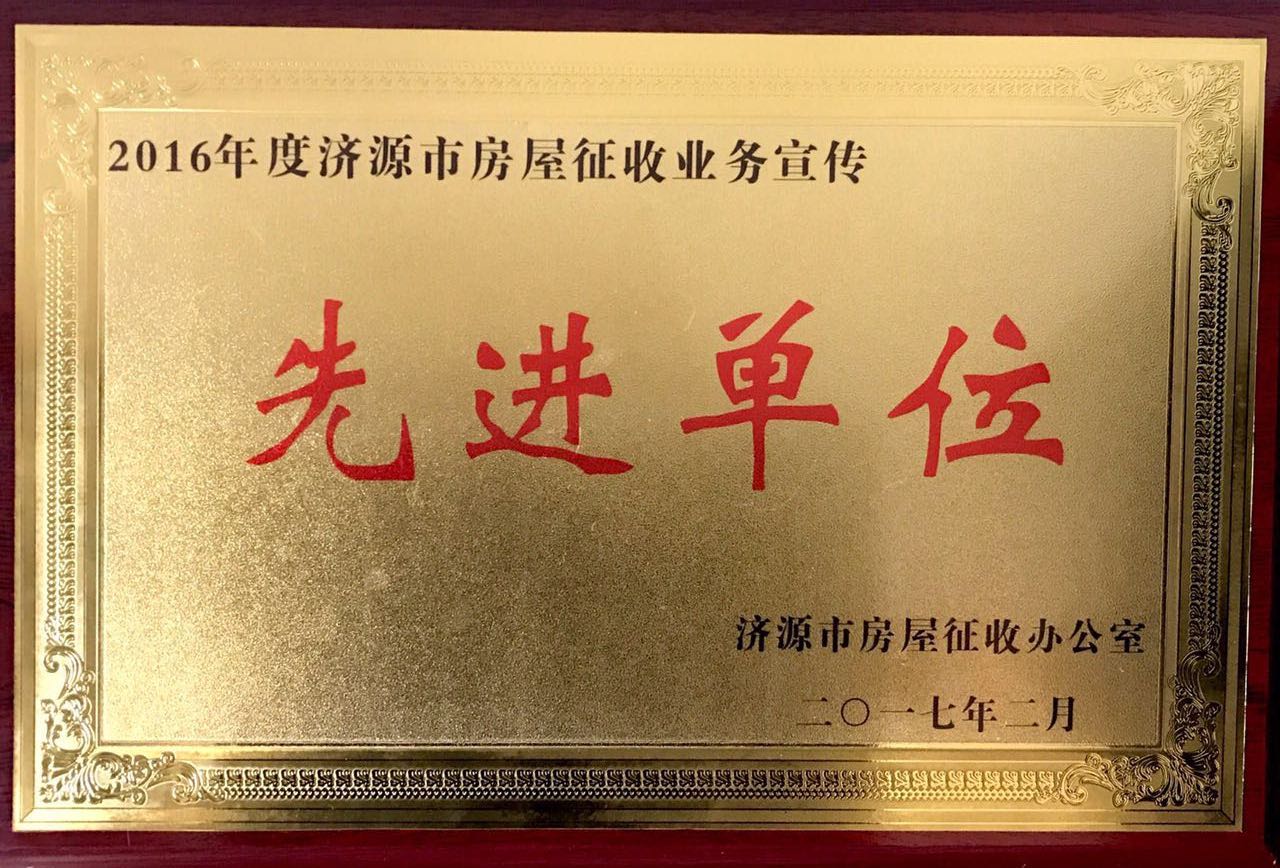 2016年度济源市房屋征收业务宣传
先进单位
济源市房屋征收办公室
二〇一七年二月